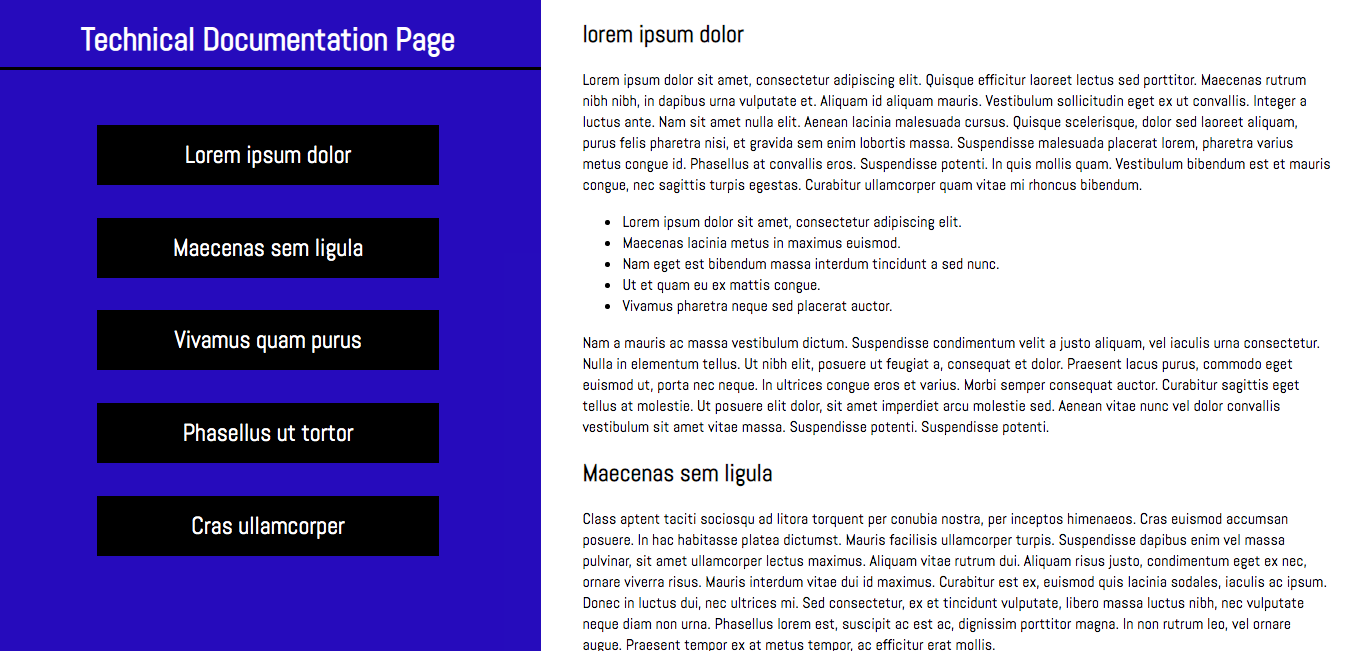 Technical Documentation Page
Lorem ipsum dolor
Maecenas sem ligula
Vivamus quam purus
Phasellus ut tortor
Cras ullamcorper
lorem ipsum dolor
Lorem ipsum dolor sit amet, consectetur adipiscing elit. Quisque efficitur laoreet lectus sed porttitor. Maecenas rutrum
nibh nibh, in dapibus urna vulputate et. Aliquam id aliquam mauris. Vestibulum sollicitudin eget ex ut convallis. Integer a
luctus ante. Nam sit amet nulla elit. Aenean lacinia malesuada cursus. Quisque scelerisque, dolor sed laoreet aliquam,
purus felis pharetra nisi, et gravida sem enim lobortis massa. Suspendisse malesuada placerat lorem, pharetra varius
metus congue id. Phasellus at convallis eros. Suspendisse potenti. In quis mollis quam. Vestibulum bibendum est et mauris
congue, nec sagittis turpis egestas. Curabitur ullamcorper quam vitae mi rhoncus bibendum.
• Lorem ipsum dolor sit amet, consectetur adipiscing elit.
• Maecenas lacinia metus in maximus euismod.
• Nam eget est bibendum massa interdum tincidunt a sed nunc.
• Ut et quam eu ex mattis congue.
• Vivamus pharetra neque sed placerat auctor.
Nam a mauris ac massa vestibulum dictum. Suspendisse condimentum velit a justo aliquam, vel iaculis urna consectetur.
Nulla in elementum tellus. Ut nibh elit, posuere ut feugiat a, consequat et dolor. Praesent lacus purus, commodo eget
euismod ut, porta nec neque. In ultrices congue eros et varius. Morbi semper consequat auctor. Curabitur sagittis eget
tellus at molestie. Ut posuere elit dolor, sit amet imperdiet arcu molestie sed. Aenean vitae nunc vel dolor convallis
vestibulum sit amet vitae massa. Suspendisse potenti. Suspendisse potenti.
Maecenas sem ligula
Class aptent taciti sociosqu ad litora torquent per conubia nostra, per inceptos himenaeos. Cras euismod accumsan
posuere. In hac habitasse platea dictumst. Mauris facilisis ullamcorper turpis. Suspendisse dapibus enim vel massa
pulvinar, sit amet ullamcorper lectus maximus. Aliquam vitae rutrum dui. Aliquam risus justo, condimentum eget ex nec,
ornare viverra risus. Mauris interdum vitae dui id maximus. Curabitur est ex, euismod quis lacinia sodales, iaculis ac ipsum.
Donec in luctus dui, nec ultrices mi. Sed consectetur, ex et tincidunt vulputate, libero massa luctus nibh, nec vulputate
neque diam non urna. Phasellus lorem est, suscipit ac est ac, dignissim porttitor magna. In non rutrum leo, vel ornare
augue. Praesent tempor ex at metus tempor, ac efficitur erat mollis.